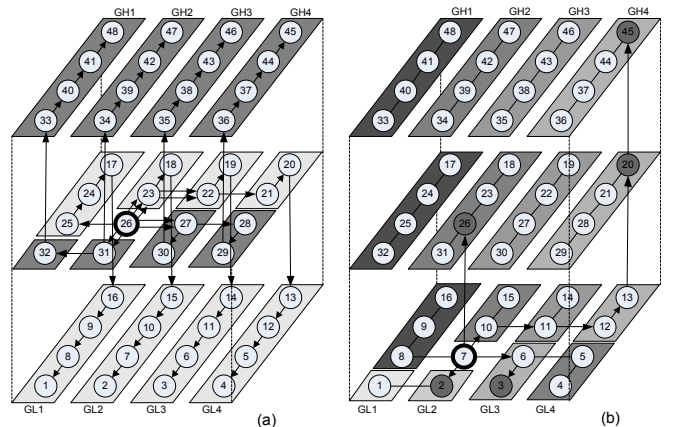 GH1 GH2 GH3 GH4
48 47 46 45
41 42 43 44
40 39 38 37
33 34 35 36
17 18 19 20
24 23 22 21
25 26 27 28
32 31 30 29
16 15 14 13
9 10 11 12
8 7 6 5
1 2 3 4
GL1 GL2 GL3 GL4
(a)
GH1 GH2 GH3 GH4
48 47 46 45
41 42 43 44
40 39 38 37
33 34 35 36
17 18 19 20
24 23 22 21
25 26 27 28
32 31 30 29
16 15 14 13
9 10 11 12
8 7 6 5
1 2 3 4
GL1 GL2 GL3 GL4
(b)